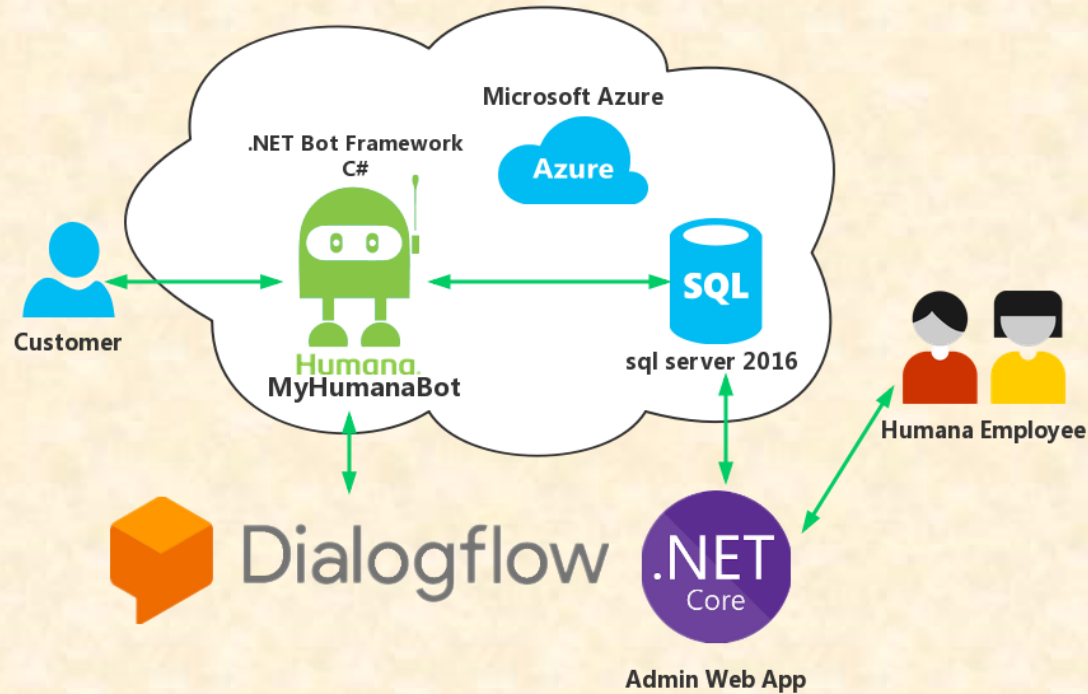 Microsoft Azure
Azure
.NET Bot Framework
C#
Humana.
MyHumanaBot
Customer
SQL
sql server 2016
Humana Employee
Dialogflow
.NET
Core
Admin Web App